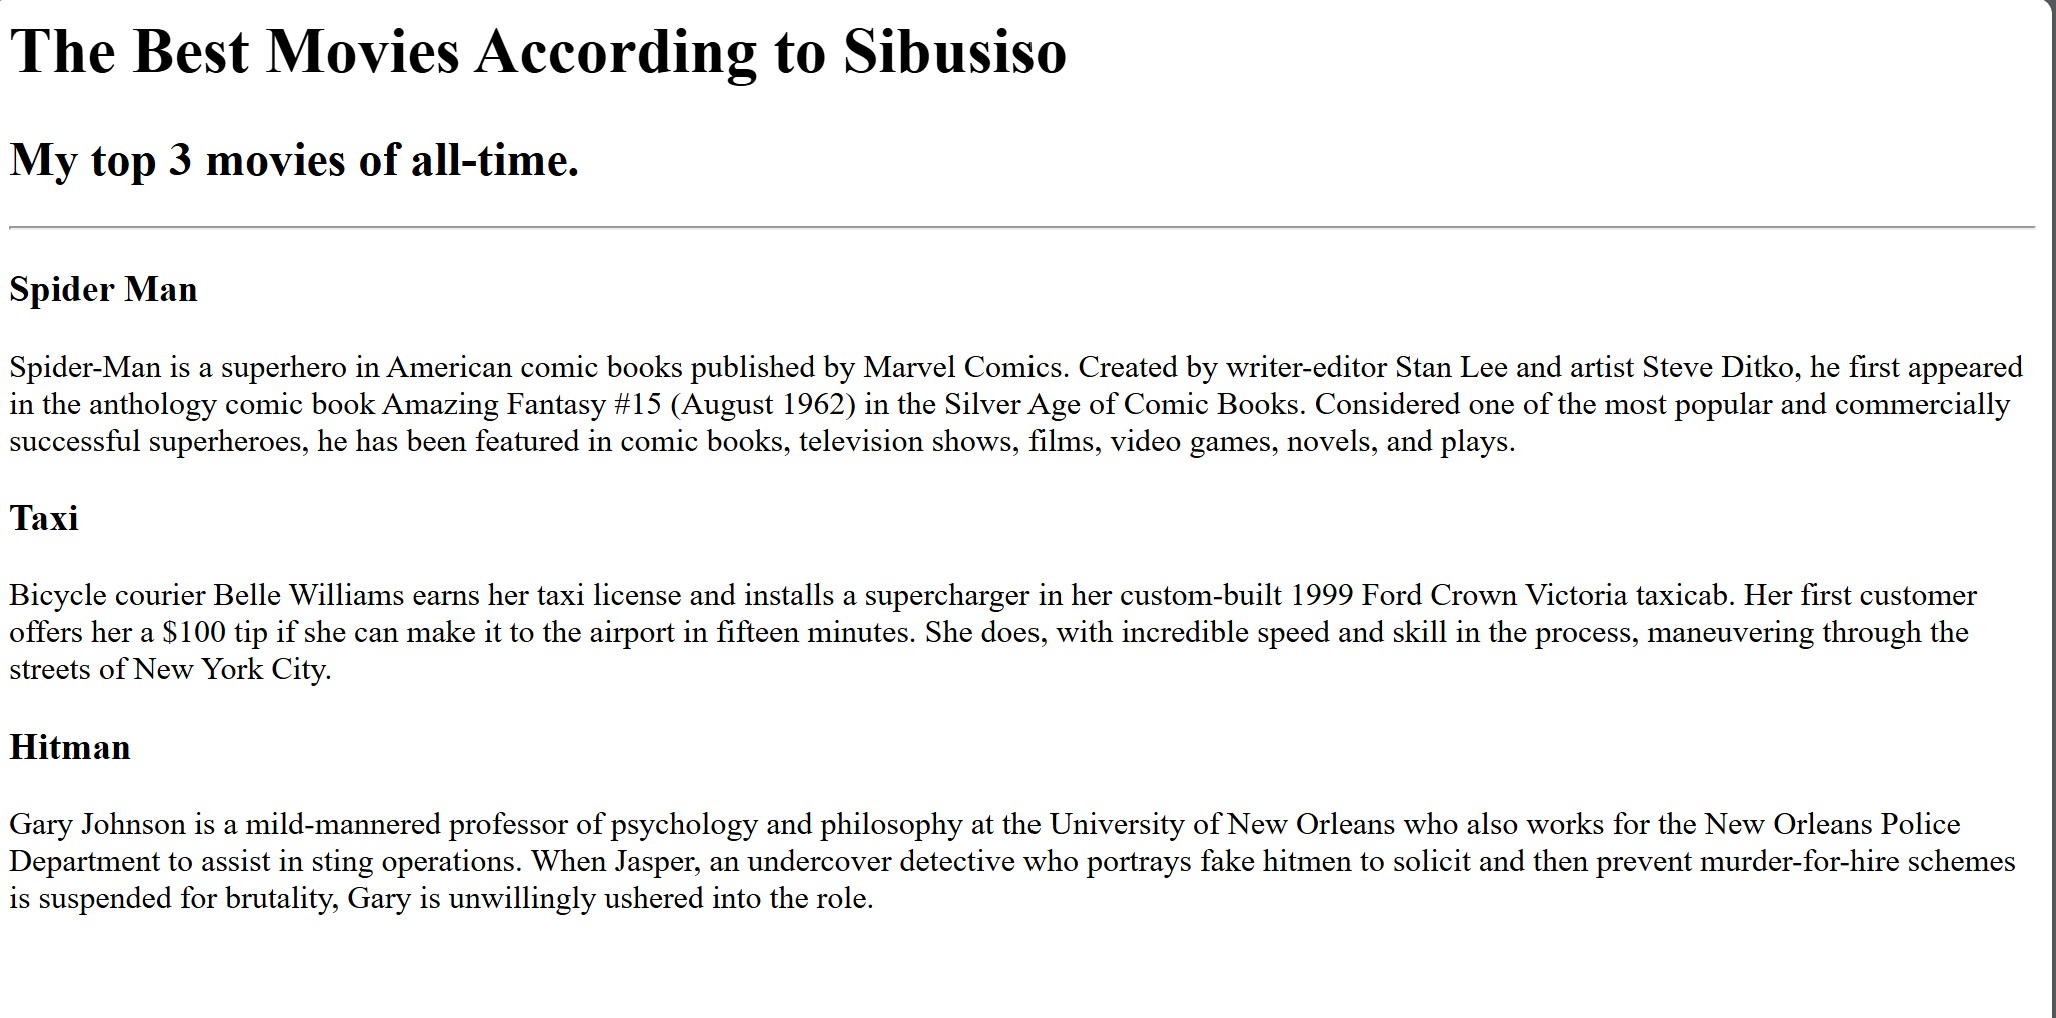 The Best Movies According to Sibusiso
My top 3 movies of all-time.
Spider Man
Spider-Man is a superhero in American comic books published by Marvel Comics. Created by writer-editor Stan Lee and artist Steve Ditko, he first appeared
in the anthology comic book Amazing Fantasy #15 (August 1962) in the Silver Age of Comic Books. Considered one of the most popular and commercially
successful superheroes, he has been featured in comic books, television shows, films, video games, novels, and plays.
Taxi
Bicycle courier Belle Williams earns her taxi license and installs a supercharger in her custom-built 1999 Ford Crown Victoria taxicab. Her first customer
offers her a $100 tip if she can make it to the airport in fifteen minutes. She does, with incredible speed and skill in the process, maneuvering through the
streets of New York City.
Hitman
Gary Johnson is a mild-mannered professor of psychology and philosophy at the University of New Orleans who also works for the New Orleans Police
Department to assist in sting operations. When Jasper, an undercover detective who portrays fake hitmen to solicit and then prevent murder-for-hire schemes
is suspended for brutality, Gary is unwillingly ushered into the role.